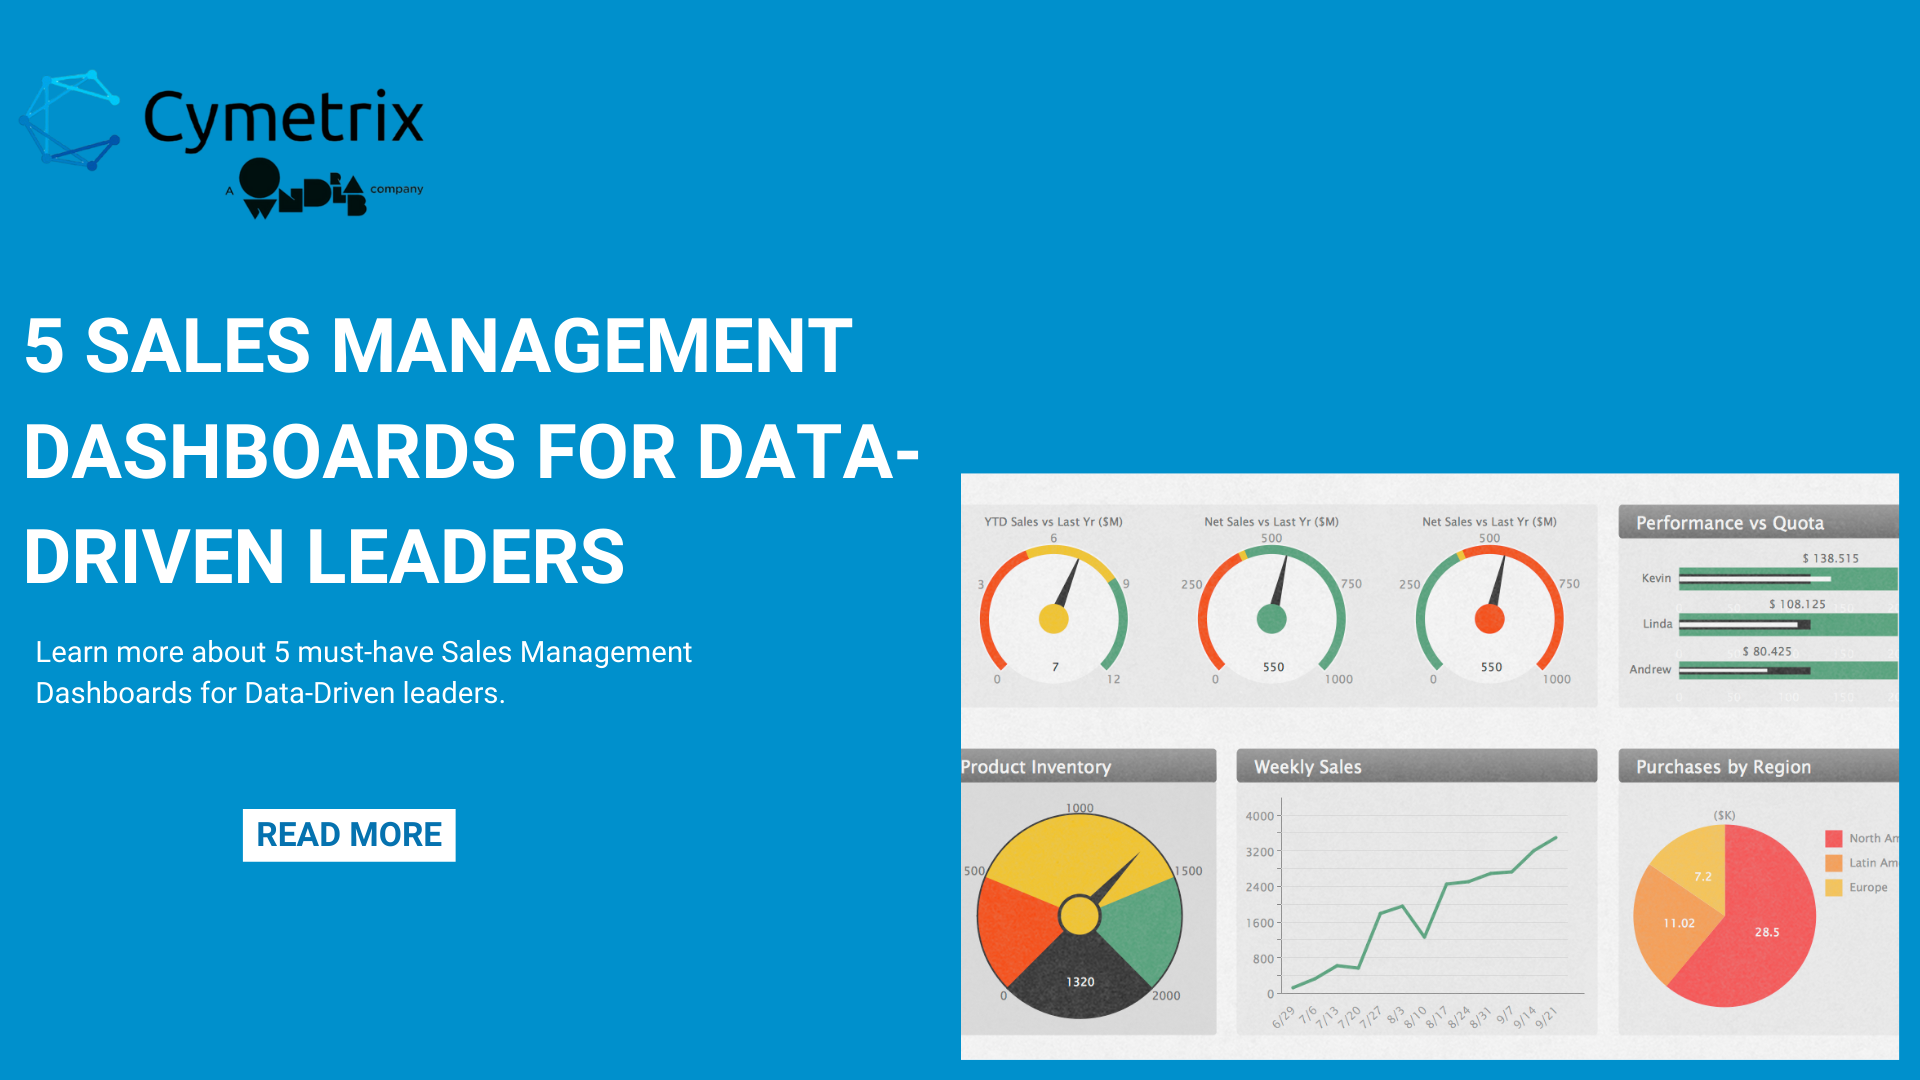 Cymetrix
A WONDRLAB company
5 SALES MANAGEMENT
DASHBOARDS FOR DATA-
DRIVEN LEADERS
Learn more about 5 must-have Sales Management
Dashboards for Data-Driven leaders.
READ MORE
YTD Sales vs Last Yr ($M)
6
3
9
7
0
12
Net Sales vs Last Yr ($M)
500
250
750
550
0
1000
Net Sales vs Last Yr ($M)
500
250
750
550
0
1000
Performance vs Quota
$ 138.515
Kevin
$ 108.125
Linda
$ 80.425
Andrew
0 50 100 150
Product Inventory
1000
500
1500
1320
0
2000
Weekly Sales
4000
3200
2400
1600
800
0
6/29 7/6 7/13 7/20 7/27 8/3 8/10 8/17 8/24 8/31 9/7 9/14 9/21
Purchases by Region
($K)
7.2
11.02
28.5
North Am
Latin Am
Europe